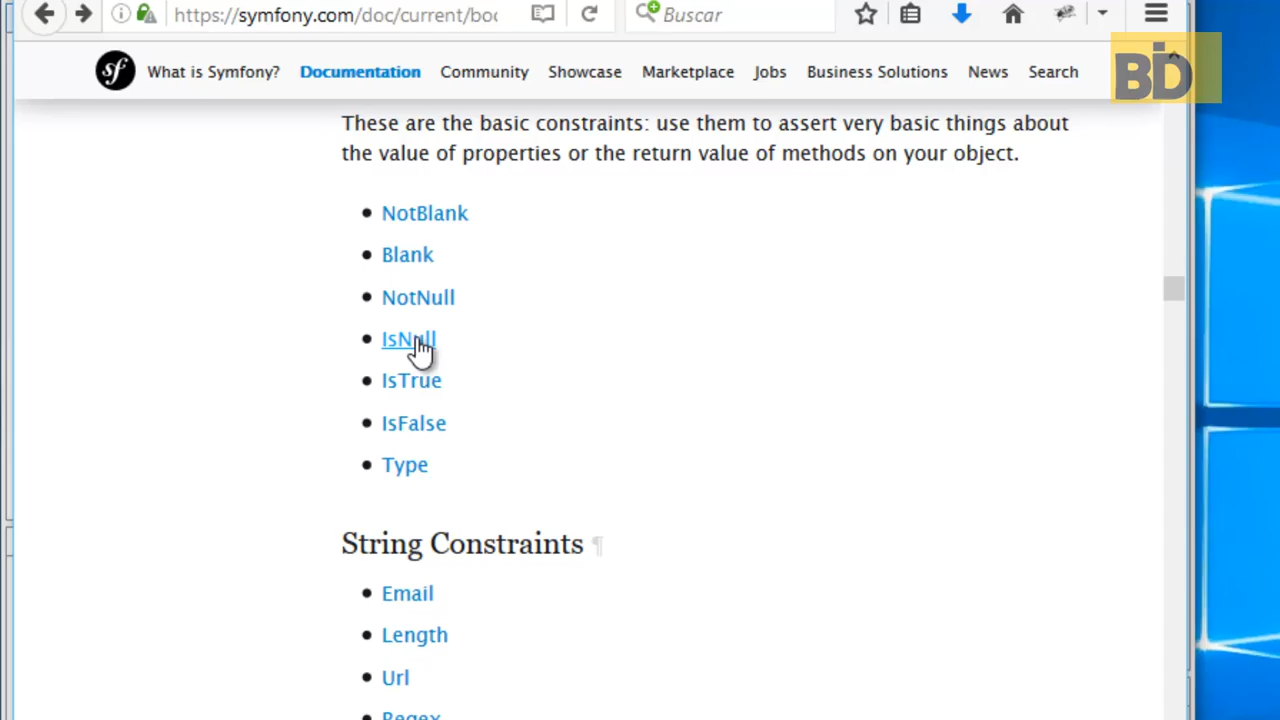 https://symfony.com/doc/current/boo
Buscar
sf
What is Symfony? Documentation Community Showcase Marketplace Jobs Business Solutions News Search
BD
These are the basic constraints: use them to assert very basic things about
the value of properties or the return value of methods on your object.
NotBlank
Blank
NotNull
IsNull
IsTrue
IsFalse
Type
String Constraints ¶
Email
Length
Url
Regex